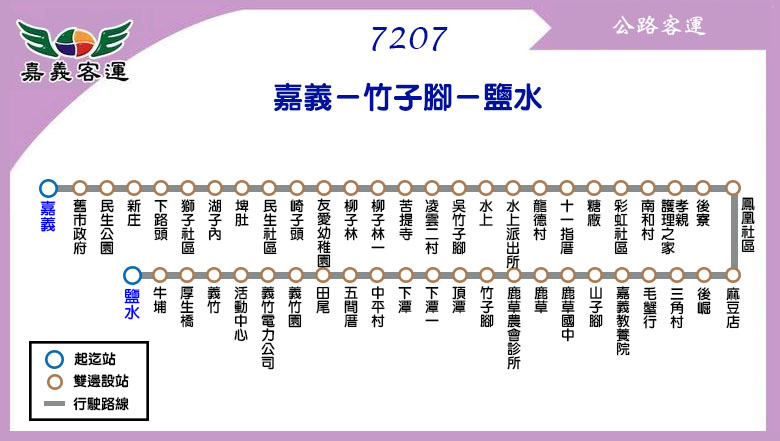 嘉義客運
7207
公路客運
嘉義－竹子腳－鹽水
嘉義
舊市政府
民生公園
新庄
下路頭
獅子社區
湖子內
埤肚
民生社區
崎子頭
友愛幼稚園
柳子林
柳子林一
苦提寺
凌雲二村
吳竹子腳
水上
水上派出所
龍德村
十一指厝
糖廠
彩虹社區
南和村
孝親護理之家
後寮
鳳凰社區
鹽水
牛埔
厚生橋
義竹
活動中心
義竹電力公司
義竹園
田尾
五間厝
中平村
下潭
下潭一
頂潭
竹子腳
鹿草農會診所
鹿草
鹿草國中
山子腳
嘉義教養院
毛蟹行
三角村
後崛
麻豆店
起迄站
雙邊設站
行駛路線